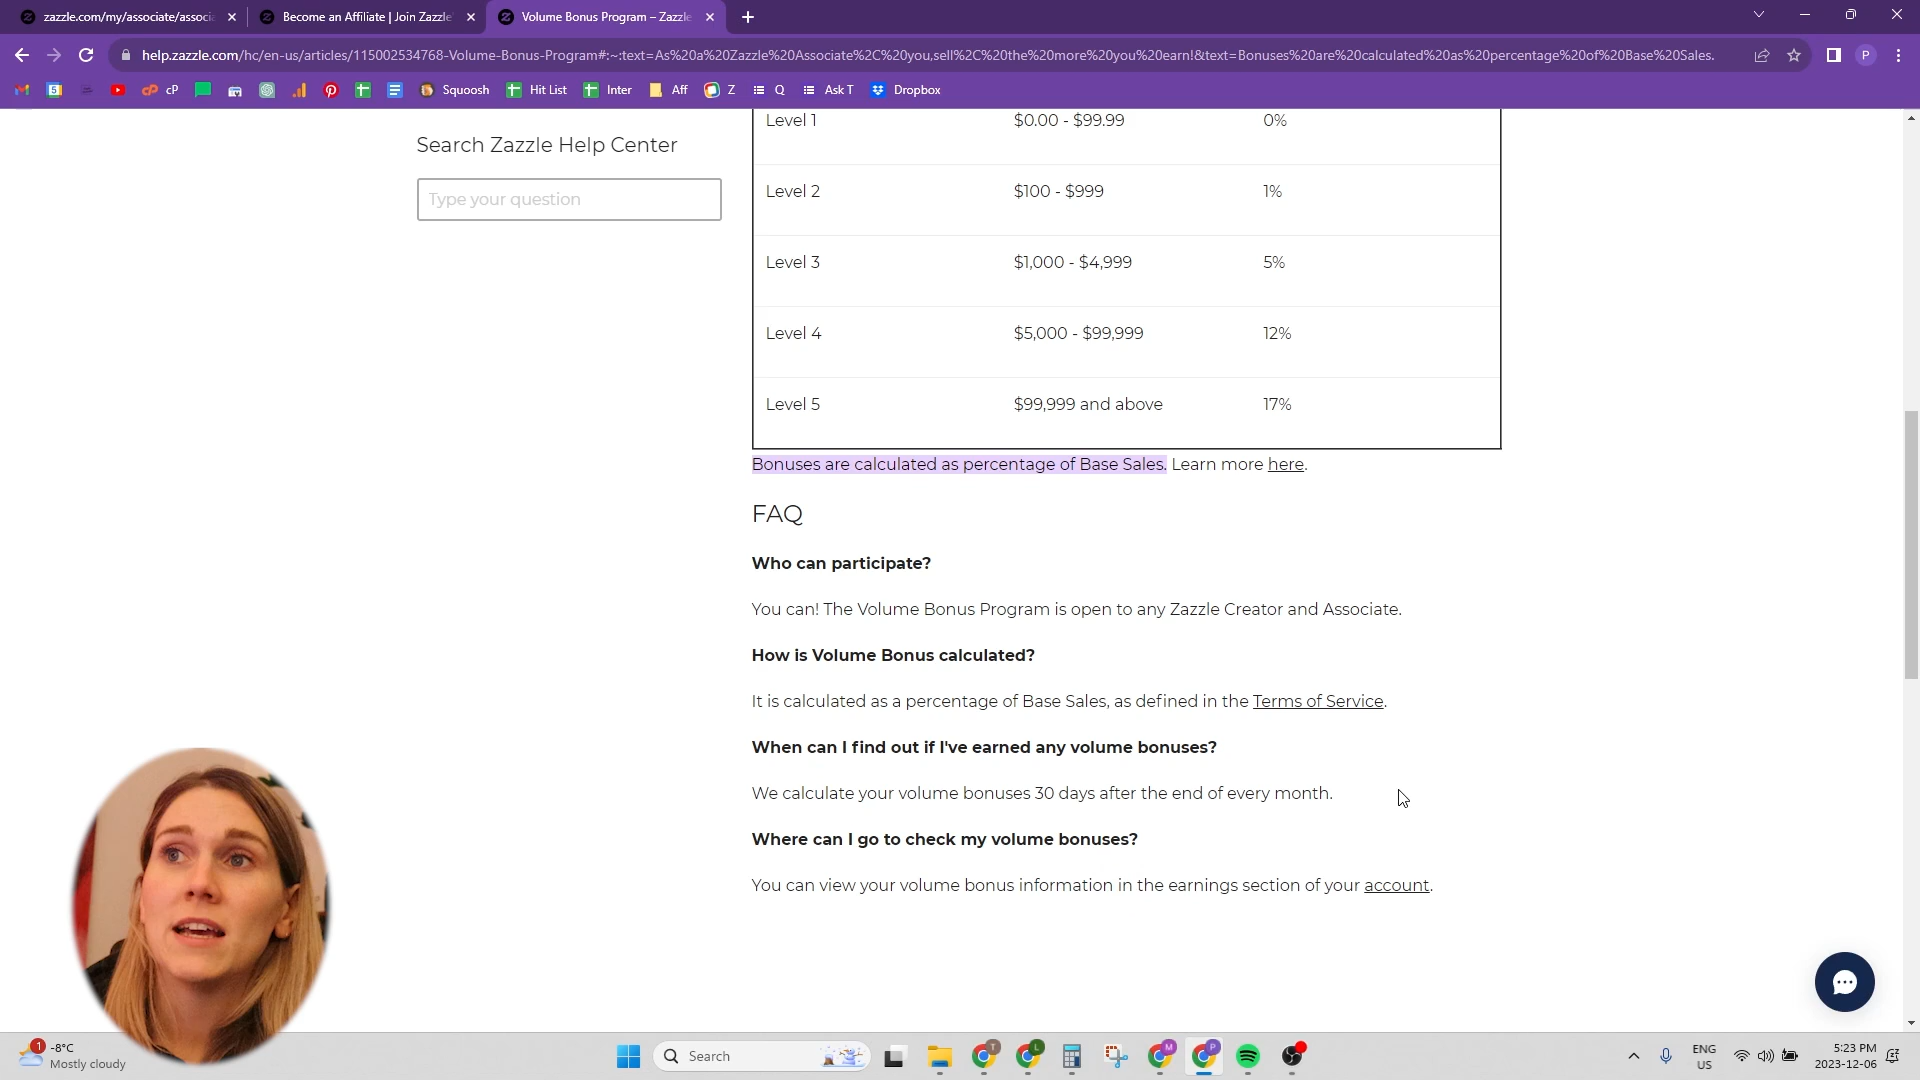 zazzle.com/my/associate/associa
Become an Affiliate | Join Zazzle'
Volume Bonus Program – Zazzle
help.zazzle.com/hc/en-us/articles/115002534768-Volume-Bonus-Program#:~:text=As%20a%20Zazzle%20Associate%2C%20you,sell%2C%20the%20more%20you%20earn!&text=Bonuses%20are%20calculated%20as%20percentage%20of%20Base%20Sales.
P
5
cP
Squoosh
Hit List
Inter
Aff
Z
Q
Ask T
Dropbox
Search Zazzle Help Center
Type your question
Level 1 $0.00 - $99.99 0%
Level 2 $100 - $999 1%
Level 3 $1,000 - $4,999 5%
Level 4 $5,000 - $99,999 12%
Level 5 $99,999 and above 17%
Bonuses are calculated as percentage of Base Sales. Learn more here.
FAQ
Who can participate?
You can! The Volume Bonus Program is open to any Zazzle Creator and Associate.
How is Volume Bonus calculated?
It is calculated as a percentage of Base Sales, as defined in the Terms of Service.
When can I find out if I've earned any volume bonuses?
We calculate your volume bonuses 30 days after the end of every month.
Where can I go to check my volume bonuses?
You can view your volume bonus information in the earnings section of your account.
1
-8°C
Mostly cloudy
Search
T
L
M
P
ENG
US
5:23 PM
2023-12-06